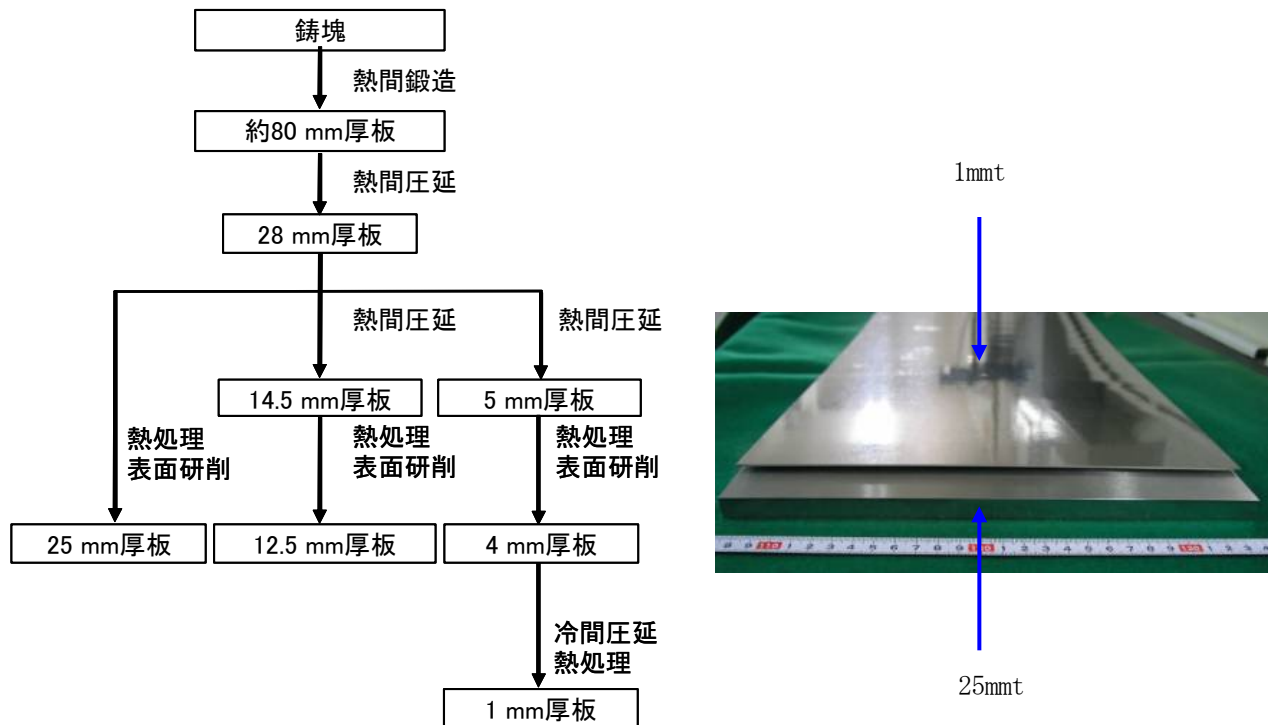 鋳塊
熱間鍛造
約80 mm厚板
熱間圧延
28 mm厚板
熱間圧延
熱間圧延
14.5 mm厚板
5 mm厚板
熱処理
表面研削
熱処理
表面研削
熱処理
表面研削
25 mm厚板
12.5 mm厚板
4 mm厚板
冷間圧延
熱処理
1 mm厚板
1mmt
25mmt